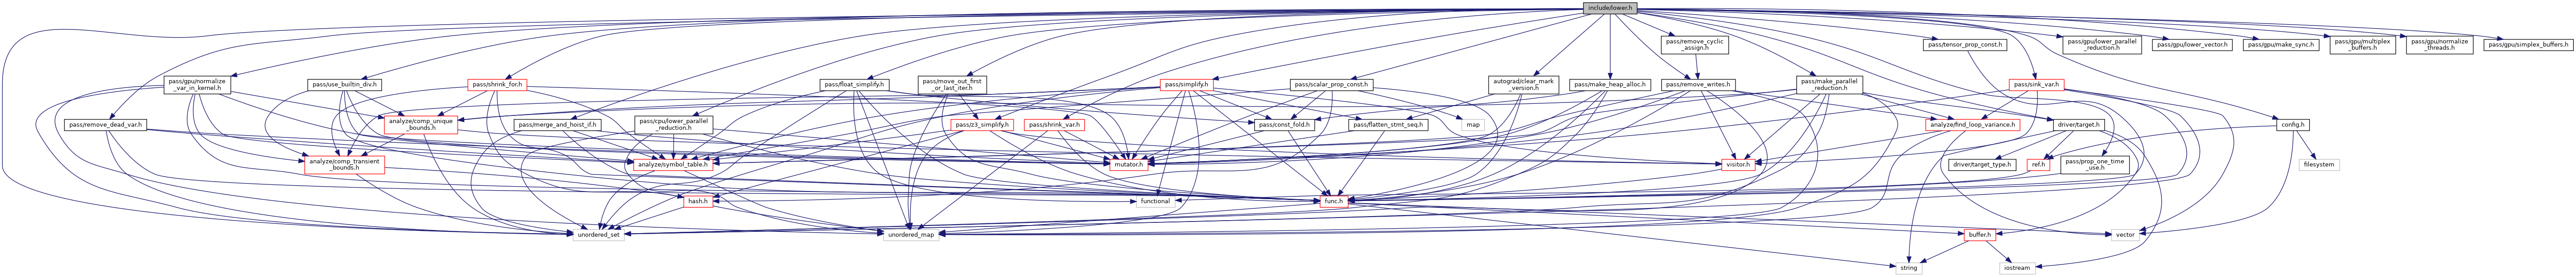 include/lower.h
pass/remove_cyclic
_assign.h
pass/tensor_prop_const.h
pass/gpu/lower_parallel
_reduction.h
pass/gpu/lower_vector.h
pass/gpu/make_sync.h
pass/gpu/multiplex
_buffers.h
pass/gpu/normalize
_threads.h
pass/gpu/simplex_buffers.h
pass/gpu/normalize
_var_in_kernel.h
pass/use_builtin_div.h
pass/shrink_for.h
pass/float_simplify.h
pass/move_out_first
_or_last_iter.h
pass/simplify.h
pass/scalar_prop_const.h
autograd/clear_mark
_version.h
pass/make_heap_alloc.h
pass/remove_writes.h
pass/make_parallel
_reduction.h
pass/sink_var.h
pass/remove_dead_var.h
analyze/comp_unique
_bounds.h
pass/merge_and_hoist_if.h
pass/cpu/lower_parallel
_reduction.h
pass/z3_simplify.h
pass/shrink_var.h
pass/const_fold.h
pass/flatten_stmt_seq.h
map
analyze/find_loop_variance.h
driver/target.h
config.h
analyze/comp_transient
_bounds.h
analyze/symbol_table.h
mutator.h
visitor.h
driver/target_type.h
ref.h
pass/prop_one_time
_use.h
filesystem
hash.h
functional
func.h
unordered_set
unordered_map
buffer.h
vector
string
iostream